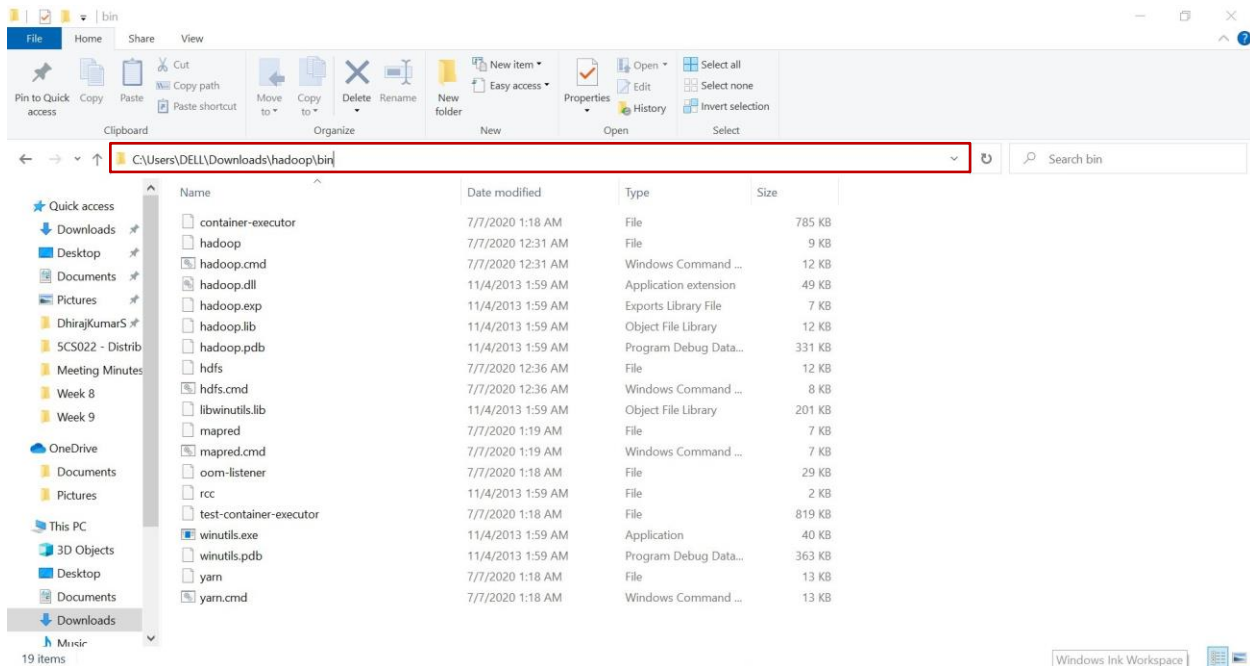 bin
File Home Share View
Pin to Quick access
Copy
Paste
Cut
Copy path
Paste shortcut
Clipboard
Move to
Copy to
Delete
Rename
Organize
New folder
New item
Easy access
New
Properties
Open
Edit
History
Open
Select all
Select none
Invert selection
Select
C:\Users\DELL\Downloads\hadoop\bin
Search bin
Quick access
Downloads
Desktop
Documents
Pictures
DhirajKumarS
5CS022 - Distrib
Meeting Minutes
Week 8
Week 9
OneDrive
Documents
Pictures
This PC
3D Objects
Desktop
Documents
Downloads
Music
Name Date modified Type Size
container-executor 7/7/2020 1:18 AM File 785 KB
hadoop 7/7/2020 12:31 AM File 9 KB
hadoop.cmd 7/7/2020 12:31 AM Windows Command ... 12 KB
hadoop.dll 11/4/2013 1:59 AM Application extension 49 KB
hadoop.exp 11/4/2013 1:59 AM Exports Library File 7 KB
hadoop.lib 11/4/2013 1:59 AM Object File Library 12 KB
hadoop.pdb 11/4/2013 1:59 AM Program Debug Data... 331 KB
hdfs 7/7/2020 12:36 AM File 12 KB
hdfs.cmd 7/7/2020 12:36 AM Windows Command ... 8 KB
libwinutils.lib 11/4/2013 1:59 AM Object File Library 201 KB
mapred 7/7/2020 1:19 AM File 7 KB
mapred.cmd 7/7/2020 1:19 AM Windows Command ... 7 KB
oom-listener 7/7/2020 1:18 AM File 29 KB
rcc 11/4/2013 1:59 AM File 2 KB
test-container-executor 7/7/2020 1:18 AM File 819 KB
winutils.exe 11/4/2013 1:59 AM Application 40 KB
winutils.pdb 11/4/2013 1:59 AM Program Debug Data... 363 KB
yarn 7/7/2020 1:18 AM File 13 KB
yarn.cmd 7/7/2020 1:18 AM Windows Command ... 13 KB
19 items
Windows Ink Workspace